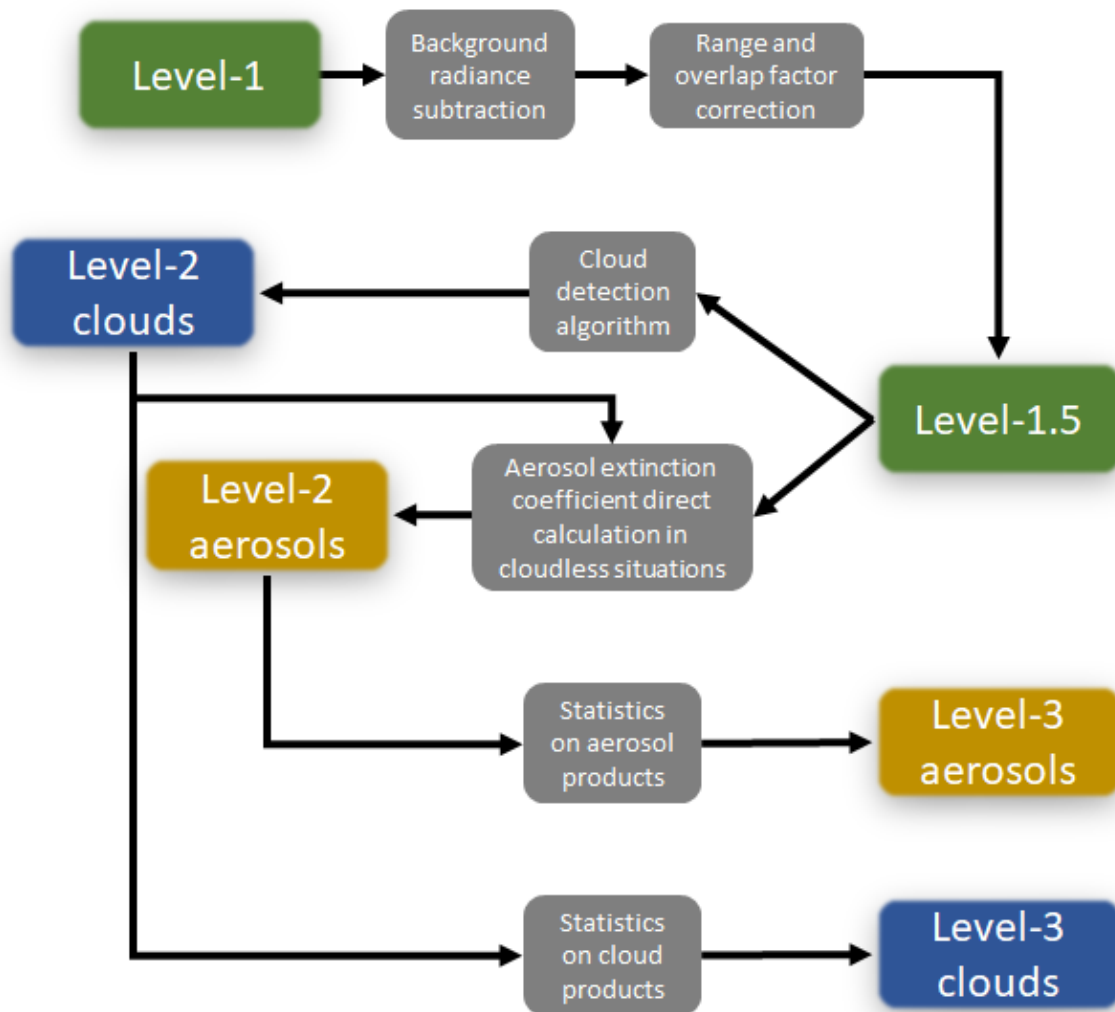 Level-1
Background
radiance
subtraction
Range and
overlap factor
correction
Level-2
clouds
Cloud
detection
algorithm
Level-1.5
Level-2
aerosols
Aerosol extinction
coefficient direct
calculation in
cloudless situations
Statistics
on aerosol
products
Level-3
aerosols
Statistics
on cloud
products
Level-3
clouds